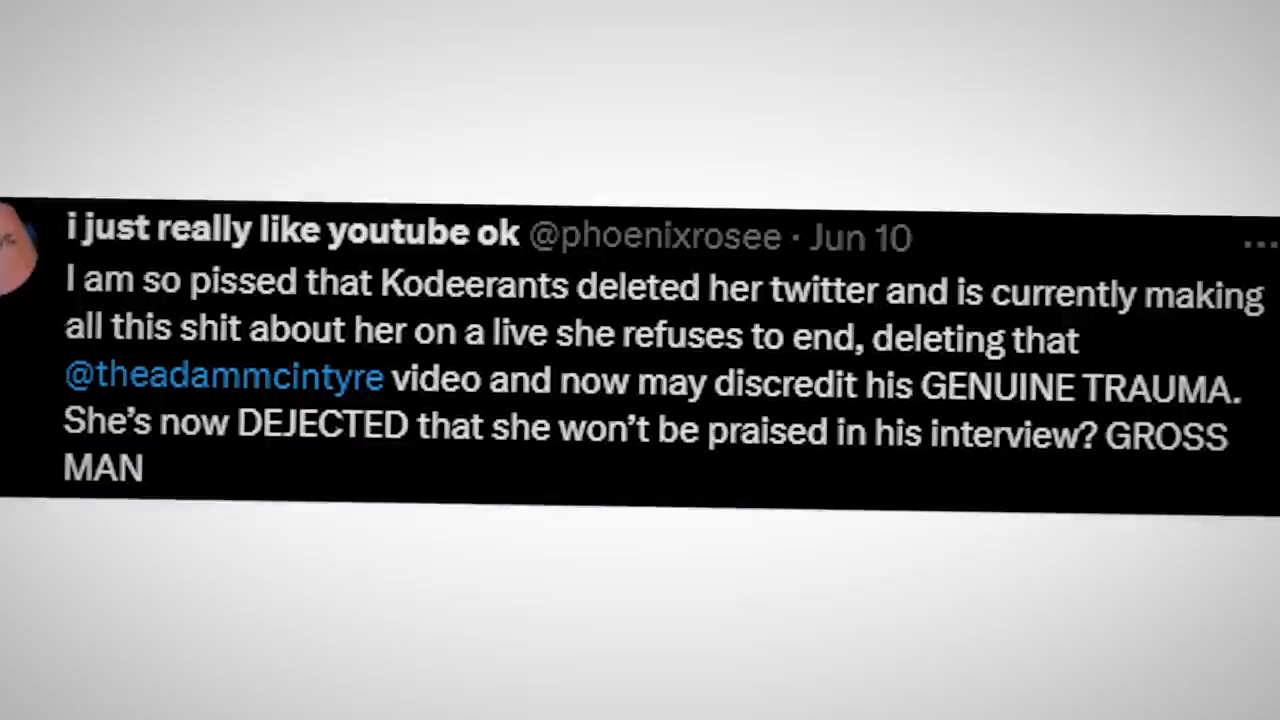 i just really like youtube ok @phoenixrosee · Jun 10 ...
I am so pissed that Kodeerants deleted her twitter and is currently making
all this shit about her on a live she refuses to end, deleting that
@theadammcintyre video and now may discredit his GENUINE TRAUMA.
She’s now DEJECTED that she won’t be praised in his interview? GROSS
MAN